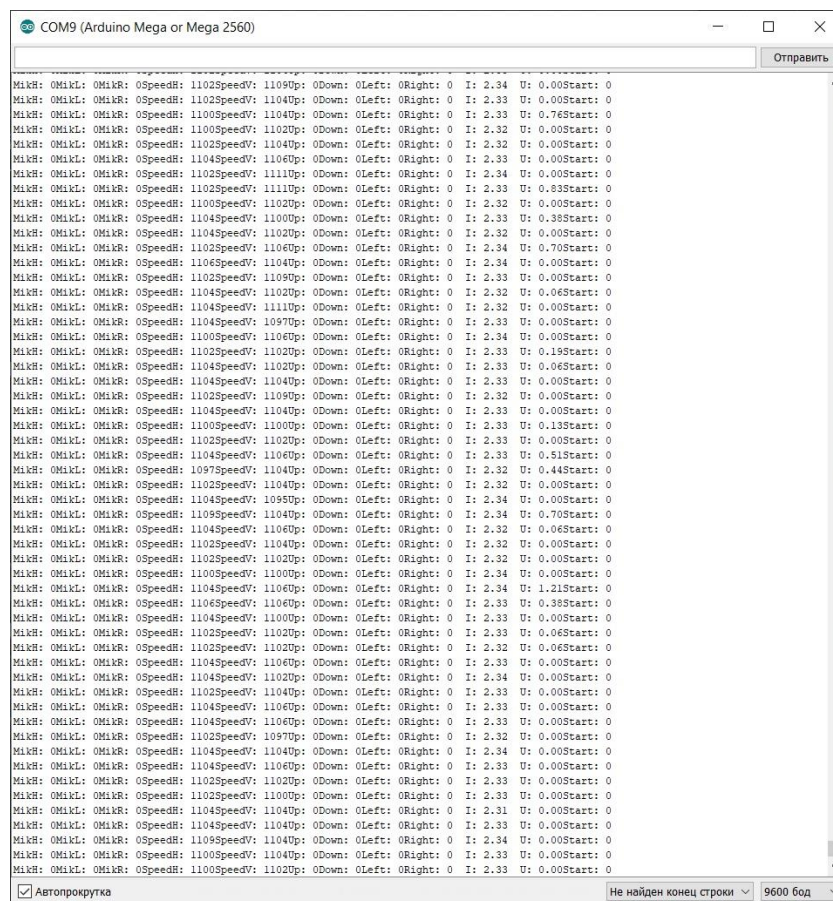 COM9 (Arduino Mega or Mega 2560)
Отправить
MikH: 0MikL: 0MikR: 0SpeedH: 1102SpeedV: 1109Up: 0Down: 0Left: 0Right: 0 I: 2.34 U: 0.00Start: 0
MikH: 0MikL: 0MikR: 0SpeedH: 1102SpeedV: 1104Up: 0Down: 0Left: 0Right: 0 I: 2.33 U: 0.00Start: 0
MikH: 0MikL: 0MikR: 0SpeedH: 1100SpeedV: 1104Up: 0Down: 0Left: 0Right: 0 I: 2.33 U: 0.76Start: 0
MikH: 0MikL: 0MikR: 0SpeedH: 1100SpeedV: 1102Up: 0Down: 0Left: 0Right: 0 I: 2.32 U: 0.00Start: 0
MikH: 0MikL: 0MikR: 0SpeedH: 1102SpeedV: 1104Up: 0Down: 0Left: 0Right: 0 I: 2.32 U: 0.00Start: 0
MikH: 0MikL: 0MikR: 0SpeedH: 1104SpeedV: 1106Up: 0Down: 0Left: 0Right: 0 I: 2.33 U: 0.00Start: 0
MikH: 0MikL: 0MikR: 0SpeedH: 1102SpeedV: 1111Up: 0Down: 0Left: 0Right: 0 I: 2.34 U: 0.00Start: 0
MikH: 0MikL: 0MikR: 0SpeedH: 1102SpeedV: 1111Up: 0Down: 0Left: 0Right: 0 I: 2.33 U: 0.83Start: 0
MikH: 0MikL: 0MikR: 0SpeedH: 1100SpeedV: 1102Up: 0Down: 0Left: 0Right: 0 I: 2.32 U: 0.00Start: 0
MikH: 0MikL: 0MikR: 0SpeedH: 1104SpeedV: 1100Up: 0Down: 0Left: 0Right: 0 I: 2.33 U: 0.38Start: 0
MikH: 0MikL: 0MikR: 0SpeedH: 1104SpeedV: 1102Up: 0Down: 0Left: 0Right: 0 I: 2.32 U: 0.00Start: 0
MikH: 0MikL: 0MikR: 0SpeedH: 1102SpeedV: 1106Up: 0Down: 0Left: 0Right: 0 I: 2.34 U: 0.70Start: 0
MikH: 0MikL: 0MikR: 0SpeedH: 1106SpeedV: 1104Up: 0Down: 0Left: 0Right: 0 I: 2.34 U: 0.00Start: 0
MikH: 0MikL: 0MikR: 0SpeedH: 1102SpeedV: 1109Up: 0Down: 0Left: 0Right: 0 I: 2.33 U: 0.00Start: 0
MikH: 0MikL: 0MikR: 0SpeedH: 1104SpeedV: 1102Up: 0Down: 0Left: 0Right: 0 I: 2.32 U: 0.06Start: 0
MikH: 0MikL: 0MikR: 0SpeedH: 1104SpeedV: 1111Up: 0Down: 0Left: 0Right: 0 I: 2.32 U: 0.00Start: 0
MikH: 0MikL: 0MikR: 0SpeedH: 1104SpeedV: 1097Up: 0Down: 0Left: 0Right: 0 I: 2.33 U: 0.00Start: 0
MikH: 0MikL: 0MikR: 0SpeedH: 1100SpeedV: 1106Up: 0Down: 0Left: 0Right: 0 I: 2.34 U: 0.00Start: 0
MikH: 0MikL: 0MikR: 0SpeedH: 1102SpeedV: 1102Up: 0Down: 0Left: 0Right: 0 I: 2.33 U: 0.19Start: 0
MikH: 0MikL: 0MikR: 0SpeedH: 1104SpeedV: 1102Up: 0Down: 0Left: 0Right: 0 I: 2.33 U: 0.06Start: 0
MikH: 0MikL: 0MikR: 0SpeedH: 1104SpeedV: 1104Up: 0Down: 0Left: 0Right: 0 I: 2.33 U: 0.00Start: 0
MikH: 0MikL: 0MikR: 0SpeedH: 1102SpeedV: 1109Up: 0Down: 0Left: 0Right: 0 I: 2.32 U: 0.00Start: 0
MikH: 0MikL: 0MikR: 0SpeedH: 1104SpeedV: 1104Up: 0Down: 0Left: 0Right: 0 I: 2.33 U: 0.00Start: 0
MikH: 0MikL: 0MikR: 0SpeedH: 1100SpeedV: 1100Up: 0Down: 0Left: 0Right: 0 I: 2.33 U: 0.13Start: 0
MikH: 0MikL: 0MikR: 0SpeedH: 1102SpeedV: 1102Up: 0Down: 0Left: 0Right: 0 I: 2.33 U: 0.00Start: 0
MikH: 0MikL: 0MikR: 0SpeedH: 1104SpeedV: 1106Up: 0Down: 0Left: 0Right: 0 I: 2.33 U: 0.51Start: 0
MikH: 0MikL: 0MikR: 0SpeedH: 1097SpeedV: 1104Up: 0Down: 0Left: 0Right: 0 I: 2.32 U: 0.44Start: 0
MikH: 0MikL: 0MikR: 0SpeedH: 1102SpeedV: 1104Up: 0Down: 0Left: 0Right: 0 I: 2.32 U: 0.00Start: 0
MikH: 0MikL: 0MikR: 0SpeedH: 1104SpeedV: 1095Up: 0Down: 0Left: 0Right: 0 I: 2.34 U: 0.00Start: 0
MikH: 0MikL: 0MikR: 0SpeedH: 1109SpeedV: 1104Up: 0Down: 0Left: 0Right: 0 I: 2.34 U: 0.70Start: 0
MikH: 0MikL: 0MikR: 0SpeedH: 1104SpeedV: 1106Up: 0Down: 0Left: 0Right: 0 I: 2.32 U: 0.06Start: 0
MikH: 0MikL: 0MikR: 0SpeedH: 1102SpeedV: 1104Up: 0Down: 0Left: 0Right: 0 I: 2.32 U: 0.00Start: 0
MikH: 0MikL: 0MikR: 0SpeedH: 1102SpeedV: 1102Up: 0Down: 0Left: 0Right: 0 I: 2.32 U: 0.00Start: 0
MikH: 0MikL: 0MikR: 0SpeedH: 1100SpeedV: 1100Up: 0Down: 0Left: 0Right: 0 I: 2.34 U: 0.00Start: 0
MikH: 0MikL: 0MikR: 0SpeedH: 1104SpeedV: 1106Up: 0Down: 0Left: 0Right: 0 I: 2.34 U: 1.21Start: 0
MikH: 0MikL: 0MikR: 0SpeedH: 1106SpeedV: 1106Up: 0Down: 0Left: 0Right: 0 I: 2.33 U: 0.38Start: 0
MikH: 0MikL: 0MikR: 0SpeedH: 1104SpeedV: 1100Up: 0Down: 0Left: 0Right: 0 I: 2.33 U: 0.00Start: 0
MikH: 0MikL: 0MikR: 0SpeedH: 1102SpeedV: 1102Up: 0Down: 0Left: 0Right: 0 I: 2.33 U: 0.06Start: 0
MikH: 0MikL: 0MikR: 0SpeedH: 1102SpeedV: 1102Up: 0Down: 0Left: 0Right: 0 I: 2.32 U: 0.06Start: 0
MikH: 0MikL: 0MikR: 0SpeedH: 1104SpeedV: 1106Up: 0Down: 0Left: 0Right: 0 I: 2.33 U: 0.00Start: 0
MikH: 0MikL: 0MikR: 0SpeedH: 1104SpeedV: 1102Up: 0Down: 0Left: 0Right: 0 I: 2.34 U: 0.00Start: 0
MikH: 0MikL: 0MikR: 0SpeedH: 1102SpeedV: 1104Up: 0Down: 0Left: 0Right: 0 I: 2.33 U: 0.00Start: 0
MikH: 0MikL: 0MikR: 0SpeedH: 1104SpeedV: 1106Up: 0Down: 0Left: 0Right: 0 I: 2.33 U: 0.00Start: 0
MikH: 0MikL: 0MikR: 0SpeedH: 1104SpeedV: 1106Up: 0Down: 0Left: 0Right: 0 I: 2.33 U: 0.00Start: 0
MikH: 0MikL: 0MikR: 0SpeedH: 1102SpeedV: 1097Up: 0Down: 0Left: 0Right: 0 I: 2.32 U: 0.00Start: 0
MikH: 0MikL: 0MikR: 0SpeedH: 1102SpeedV: 1104Up: 0Down: 0Left: 0Right: 0 I: 2.34 U: 0.00Start: 0
MikH: 0MikL: 0MikR: 0SpeedH: 1104SpeedV: 1106Up: 0Down: 0Left: 0Right: 0 I: 2.33 U: 0.00Start: 0
MikH: 0MikL: 0MikR: 0SpeedH: 1102SpeedV: 1102Up: 0Down: 0Left: 0Right: 0 I: 2.33 U: 0.00Start: 0
MikH: 0MikL: 0MikR: 0SpeedH: 1102SpeedV: 1100Up: 0Down: 0Left: 0Right: 0 I: 2.33 U: 0.00Start: 0
MikH: 0MikL: 0MikR: 0SpeedH: 1104SpeedV: 1104Up: 0Down: 0Left: 0Right: 0 I: 2.31 U: 0.00Start: 0
MikH: 0MikL: 0MikR: 0SpeedH: 1104SpeedV: 1104Up: 0Down: 0Left: 0Right: 0 I: 2.33 U: 0.00Start: 0
MikH: 0MikL: 0MikR: 0SpeedH: 1109SpeedV: 1104Up: 0Down: 0Left: 0Right: 0 I: 2.34 U: 0.00Start: 0
MikH: 0MikL: 0MikR: 0SpeedH: 1100SpeedV: 1104Up: 0Down: 0Left: 0Right: 0 I: 2.33 U: 0.00Start: 0
MikH: 0MikL: 0MikR: 0SpeedH: 1100SpeedV: 1102Up: 0Down: 0Left: 0Right: 0 I: 2.33 U: 0.00Start: 0
Автопрокрутка
Не найден конец строки
9600 бод